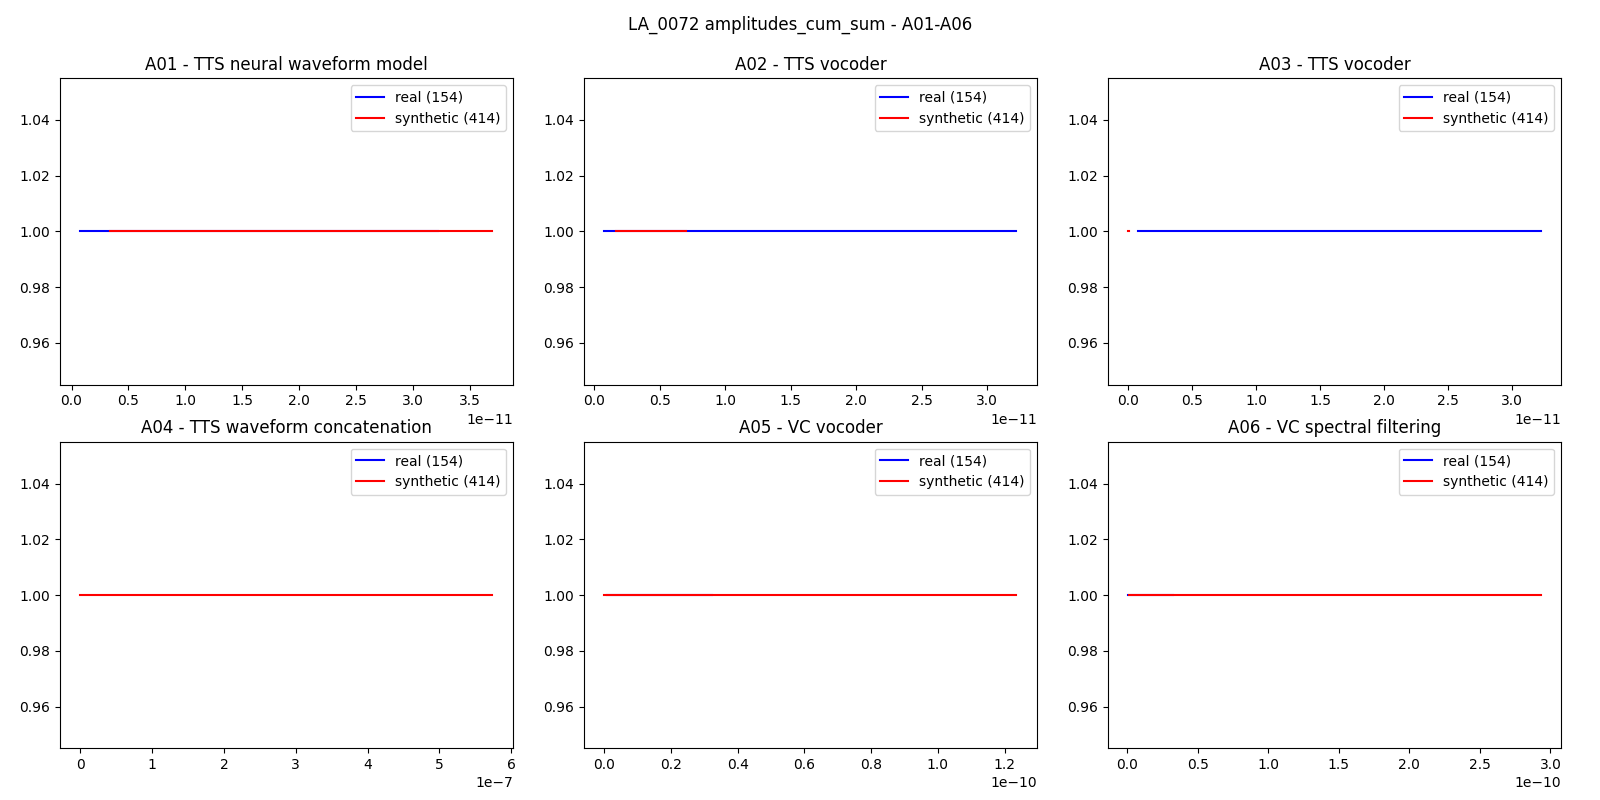 LA_0072 amplitudes_cum_sum - A01-A06
A01 - TTS neural waveform model
real (154)
synthetic (414)
1.04
1.02
1.00
0.98
0.96
0.0 0.5 1.0 1.5 2.0 2.5 3.0 3.5
1e−11
A02 - TTS vocoder
real (154)
synthetic (414)
1.04
1.02
1.00
0.98
0.96
0.0 0.5 1.0 1.5 2.0 2.5 3.0
1e−11
A03 - TTS vocoder
real (154)
synthetic (414)
1.04
1.02
1.00
0.98
0.96
0.0 0.5 1.0 1.5 2.0 2.5 3.0
1e−11
A04 - TTS waveform concatenation
real (154)
synthetic (414)
1.04
1.02
1.00
0.98
0.96
0 1 2 3 4 5 6
1e−7
A05 - VC vocoder
real (154)
synthetic (414)
1.04
1.02
1.00
0.98
0.96
0.0 0.2 0.4 0.6 0.8 1.0 1.2
1e−10
A06 - VC spectral filtering
real (154)
synthetic (414)
1.04
1.02
1.00
0.98
0.96
0.0 0.5 1.0 1.5 2.0 2.5 3.0
1e−10